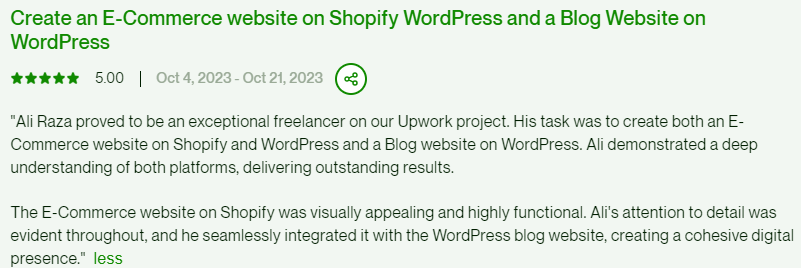 Create an E-Commerce website on Shopify WordPress and a Blog Website on
WordPress
5.00 | Oct 4, 2023 - Oct 21, 2023
"Ali Raza proved to be an exceptional freelancer on our Upwork project. His task was to create both an E-
Commerce website on Shopify and WordPress and a Blog website on WordPress. Ali demonstrated a deep
understanding of both platforms, delivering outstanding results.
The E-Commerce website on Shopify was visually appealing and highly functional. Ali's attention to detail was
evident throughout, and he seamlessly integrated it with the WordPress blog website, creating a cohesive digital
presence." less